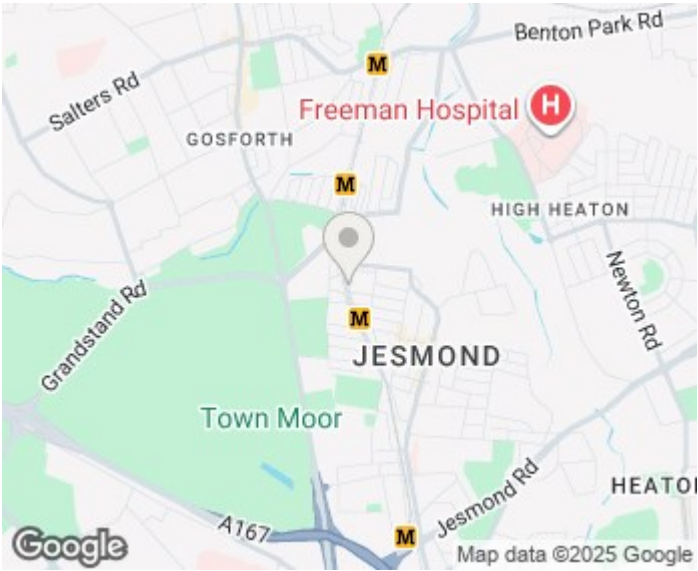 Benton Park Rd
M
Salters Rd
Freeman Hospital
H
GOSFORTH
M
HIGH HEATON
Newton Rd
Grandstand Rd
M
JESMOND
Town Moor
Jesmond Rd
HEATO
A167
M
Google
Map data ©2025 Google